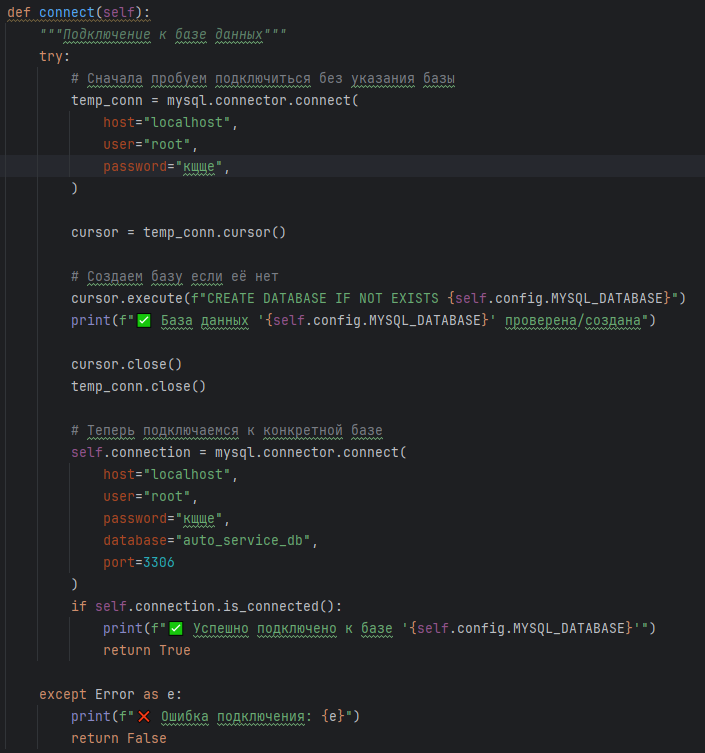 def connect(self):
"""Подключение к базе данных"""
try:
# Сначала пробуем подключиться без указания базы
temp_conn = mysql.connector.connect(
host="localhost",
user="root",
password="кщще",
)
cursor = temp_conn.cursor()
# Создаем базу если её нет
cursor.execute(f"CREATE DATABASE IF NOT EXISTS {self.config.MYSQL_DATABASE}")
print(f"✅ База данных '{self.config.MYSQL_DATABASE}' проверена/создана")
cursor.close()
temp_conn.close()
# Теперь подключаемся к конкретной базе
self.connection = mysql.connector.connect(
host="localhost",
user="root",
password="кщще",
database="auto_service_db",
port=3306
)
if self.connection.is_connected():
print(f"✅ Успешно подключено к базе '{self.config.MYSQL_DATABASE}'")
return True
except Error as e:
print(f"❌ Ошибка подключения: {e}")
return False